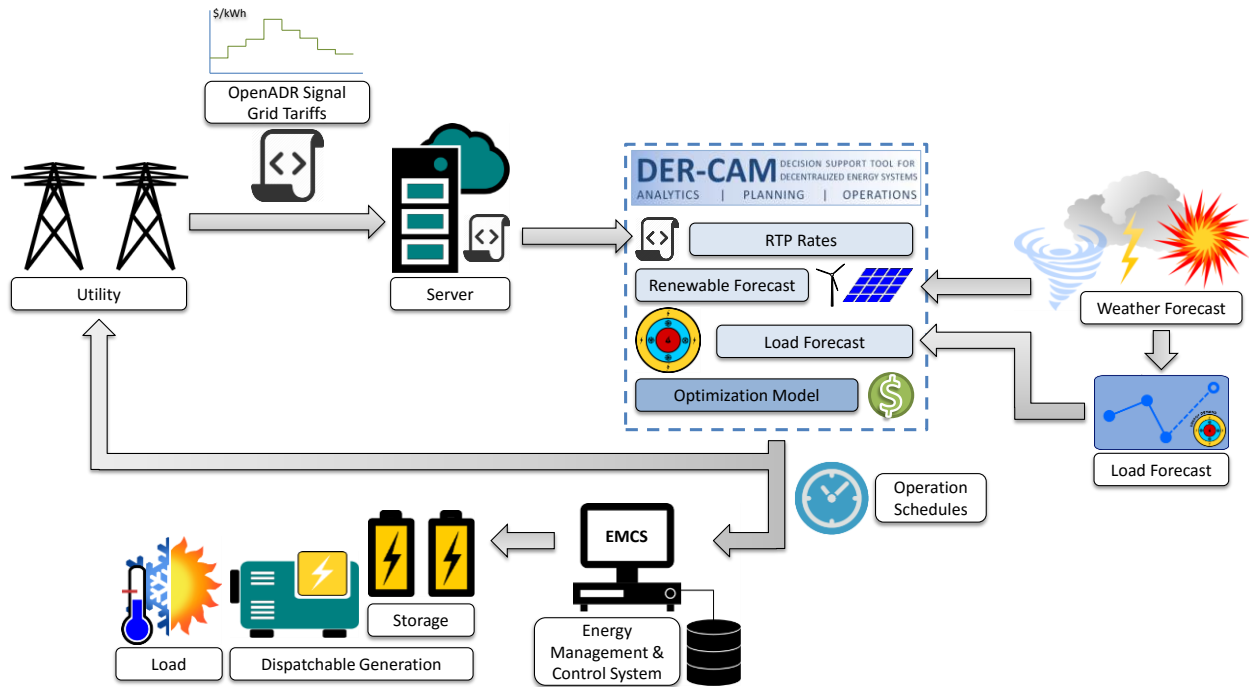 $/kWh
OpenADR Signal
Grid Tariffs
Utility
Server
DER-CAM
DECISION SUPPORT TOOL FOR
DECENTRALIZED ENERGY SYSTEMS
ANALYTICS | PLANNING | OPERATIONS
RTP Rates
Renewable Forecast
Load Forecast
Optimization Model
$
Weather Forecast
Load Forecast
Operation
Schedules
EMCS
Energy
Management &
Control System
Storage
Load
Dispatchable Generation